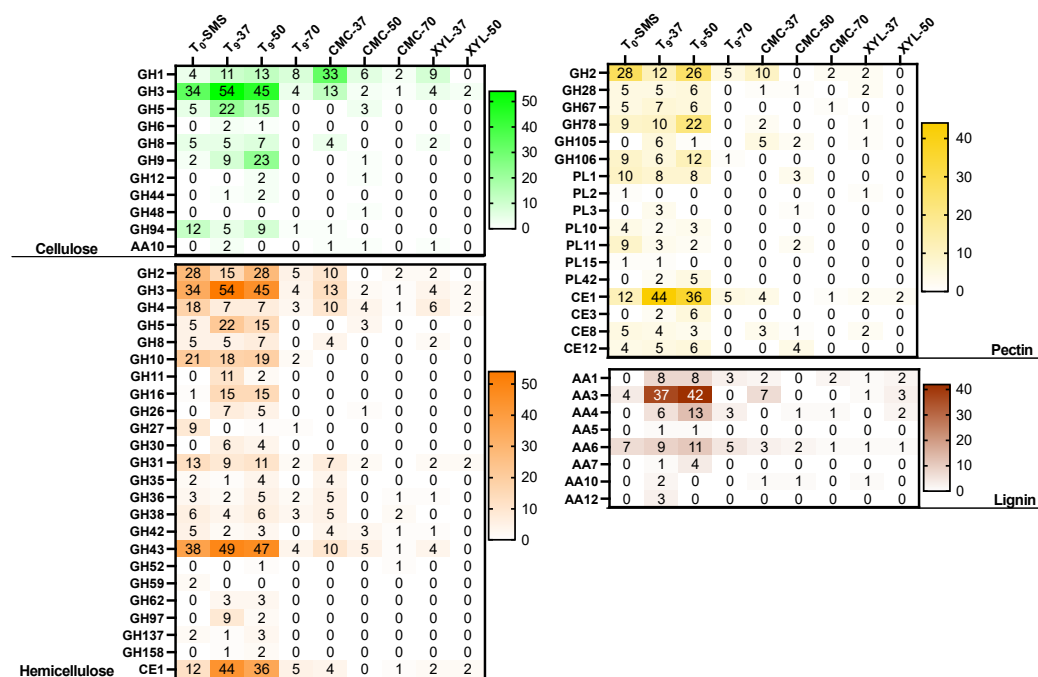 T0-SMS T9-37 T9-50 T9-70 CMC-37 CMC-50 CMC-70 XYL-37 XYL-50
GH1 4 11 13 8 33 6 2 9 0
GH3 34 54 45 4 13 2 1 4 2
GH5 5 22 15 0 0 3 0 0 0
GH6 0 2 1 0 0 0 0 0 0
GH8 5 5 7 0 4 0 0 2 0
GH9 2 9 23 0 0 1 0 0 0
GH12 0 0 2 0 0 1 0 0 0
GH44 0 1 2 0 0 0 0 0 0
GH48 0 0 0 0 0 1 0 0 0
GH94 12 5 9 1 1 0 0 0 0
AA10 0 2 0 0 1 1 0 1 0
Cellulose
50
40
30
20
10
0
GH2 28 15 28 5 10 0 2 2 0
GH3 34 54 45 4 13 2 1 4 2
GH4 18 7 7 3 10 4 1 6 2
GH5 5 22 15 0 0 3 0 0 0
GH8 5 5 7 0 4 0 0 2 0
GH10 21 18 19 2 0 0 0 0 0
GH11 0 11 2 0 0 0 0 0 0
GH16 1 15 15 0 0 0 0 0 0
GH26 0 7 5 0 0 1 0 0 0
GH27 9 0 1 1 0 0 0 0 0
GH30 0 6 4 0 0 0 0 0 0
GH31 13 9 11 2 7 2 0 2 2
GH35 2 1 4 0 4 0 0 0 0
GH36 3 2 5 2 5 0 1 1 0
GH38 6 4 6 3 5 0 2 0 0
GH42 5 2 3 0 4 3 1 1 0
GH43 38 49 47 4 10 5 1 4 0
GH52 0 0 1 0 0 0 1 0 0
GH59 2 0 0 0 0 0 0 0 0
GH62 0 3 3 0 0 0 0 0 0
GH97 0 9 2 0 0 0 0 0 0
GH137 2 1 3 0 0 0 0 0 0
GH158 0 1 2 0 0 0 0 0 0
CE1 12 44 36 5 4 0 1 2 2
Hemicellulose
50
40
30
20
10
0
T0-SMS T9-37 T9-50 T9-70 CMC-37 CMC-50 CMC-70 XYL-37 XYL-50
GH2 28 12 26 5 10 0 2 2 0
GH28 5 5 6 0 1 1 0 2 0
GH67 5 7 6 0 0 0 1 0 0
GH78 9 10 22 0 2 0 0 1 0
GH105 0 6 1 0 5 2 0 1 0
GH106 9 6 12 1 0 0 0 0 0
PL1 10 8 8 0 0 3 0 0 0
PL2 1 0 0 0 0 0 0 1 0
PL3 0 3 0 0 0 1 0 0 0
PL10 4 2 3 0 0 0 0 0 0
PL11 9 3 2 0 0 2 0 0 0
PL15 1 1 0 0 0 0 0 0 0
PL42 0 2 5 0 0 0 0 0 0
CE1 12 44 36 5 4 0 1 2 2
CE3 0 2 6 0 0 0 0 0 0
CE8 5 4 3 0 3 1 0 2 0
CE12 4 5 6 0 0 4 0 0 0
Pectin
40
30
20
10
0
AA1 0 8 8 3 2 0 2 1 2
AA3 4 37 42 0 7 0 0 1 3
AA4 0 6 13 3 0 1 1 0 2
AA5 0 1 1 0 0 0 0 0 0
AA6 7 9 11 5 3 2 1 1 1
AA7 0 1 4 0 0 0 0 0 0
AA10 0 2 0 0 1 1 0 1 0
AA12 0 3 0 0 0 0 0 0 0
Lignin
40
30
20
10
0